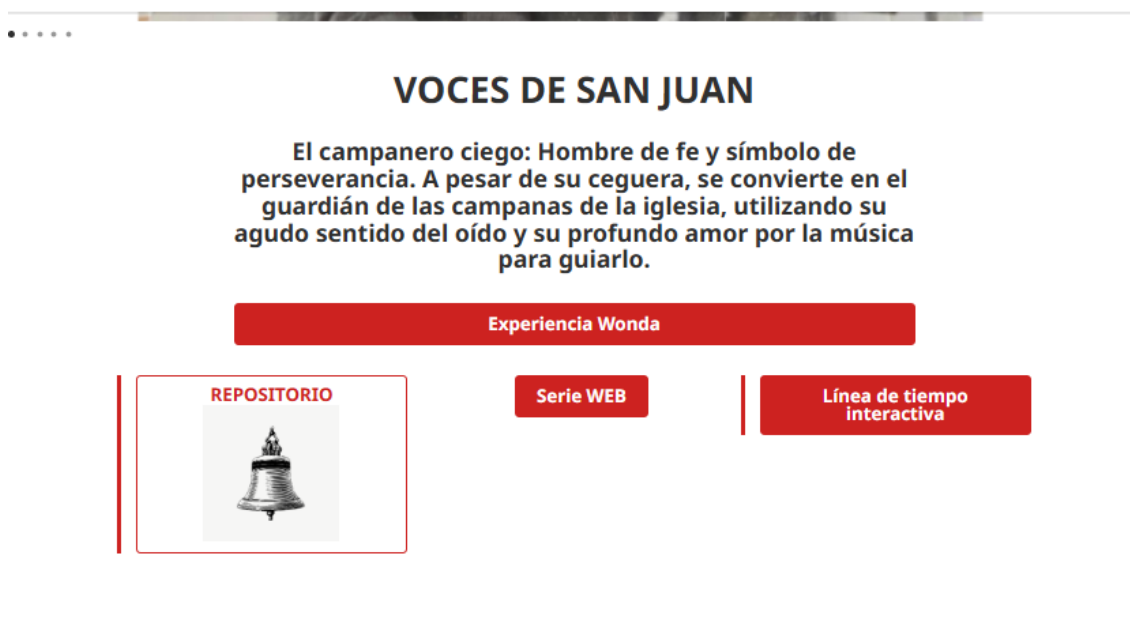 VOCES DE SAN JUAN
El campanero ciego: Hombre de fe y símbolo de
perseverancia. A pesar de su ceguera, se convierte en el
guardián de las campanas de la iglesia, utilizando su
agudo sentido del oído y su profundo amor por la música
para guiarlo.
Experiencia Wonda
REPOSITORIO
Serie WEB
Línea de tiempo
interactiva